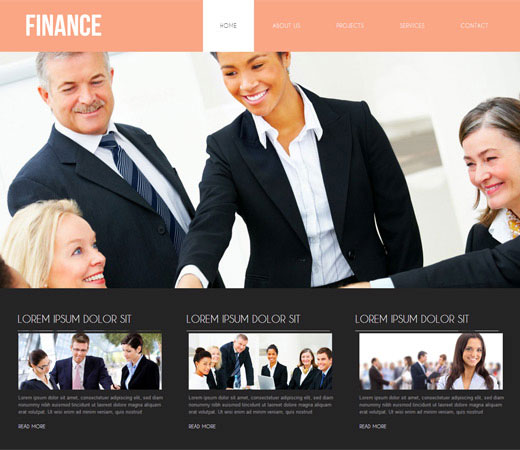 FINANCE
HOME ABOUT US PROJECTS SERVICES CONTACT
LOREM IPSUM DOLOR SIT
Lorem ipsum dolor sit amet, consectetuer adipiscing elit, sed diam
nonummy nibh euismod tincidunt ut laoreet dolore magna aliquam
erat volutpat. Ut wisi enim ad minim veniam, quis nostrud
READ MORE
LOREM IPSUM DOLOR SIT
Lorem ipsum dolor sit amet, consectetuer adipiscing elit, sed diam
nonummy nibh euismod tincidunt ut laoreet dolore magna aliquam
erat volutpat. Ut wisi enim ad minim veniam, quis nostrud
READ MORE
LOREM IPSUM DOLOR SIT
Lorem ipsum dolor sit amet, consectetuer adipiscing elit, sed diam
nonummy nibh euismod tincidunt ut laoreet dolore magna aliquam
erat volutpat. Ut wisi enim ad minim veniam, quis nostrud
READ MORE